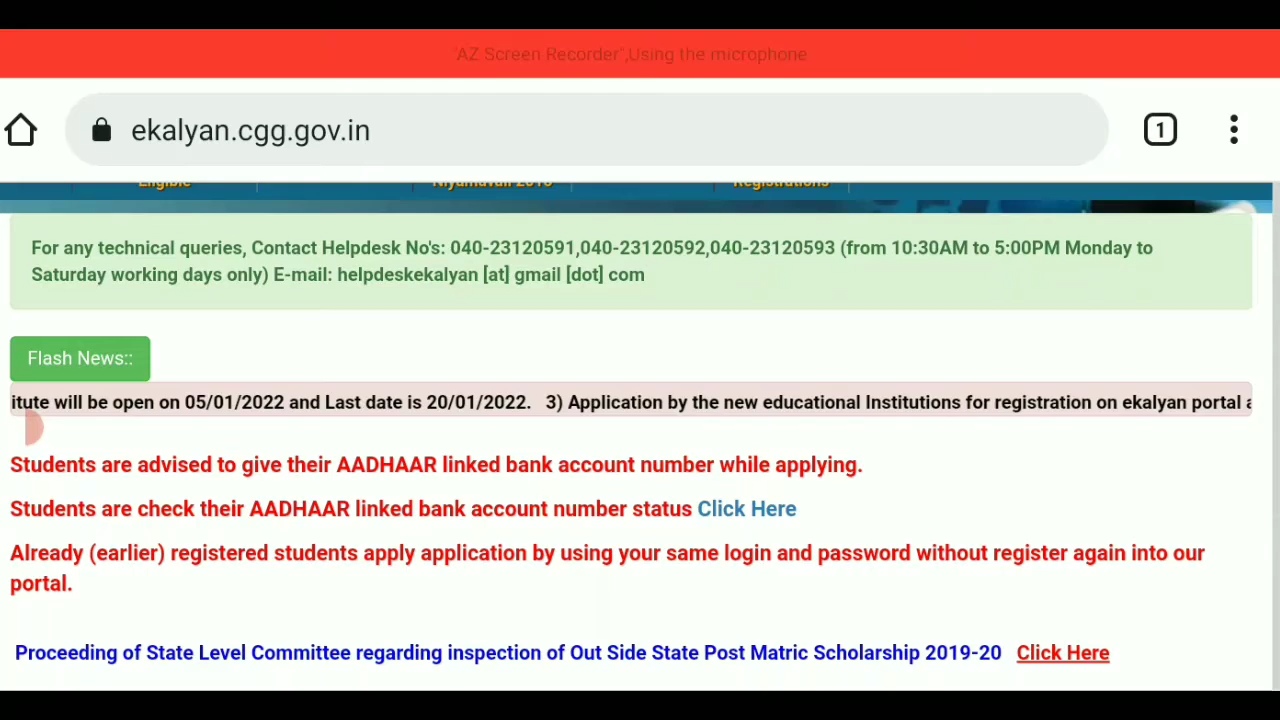 "AZ Screen Recorder",Using the microphone
ekalyan.cgg.gov.in
1
Eligible Niyamavali 2018 Registrations
For any technical queries, Contact Helpdesk No's: 040-23120591,040-23120592,040-23120593 (from 10:30AM to 5:00PM Monday to
Saturday working days only) E-mail: helpdeskekalyan [at] gmail [dot] com
Flash News::
itute will be open on 05/01/2022 and Last date is 20/01/2022. 3) Application by the new educational Institutions for registration on ekalyan portal
Students are advised to give their AADHAAR linked bank account number while applying.
Students are check their AADHAAR linked bank account number status Click Here
Already (earlier) registered students apply application by using your same login and password without register again into our
portal.
Proceeding of State Level Committee regarding inspection of Out Side State Post Matric Scholarship 2019-20 Click Here